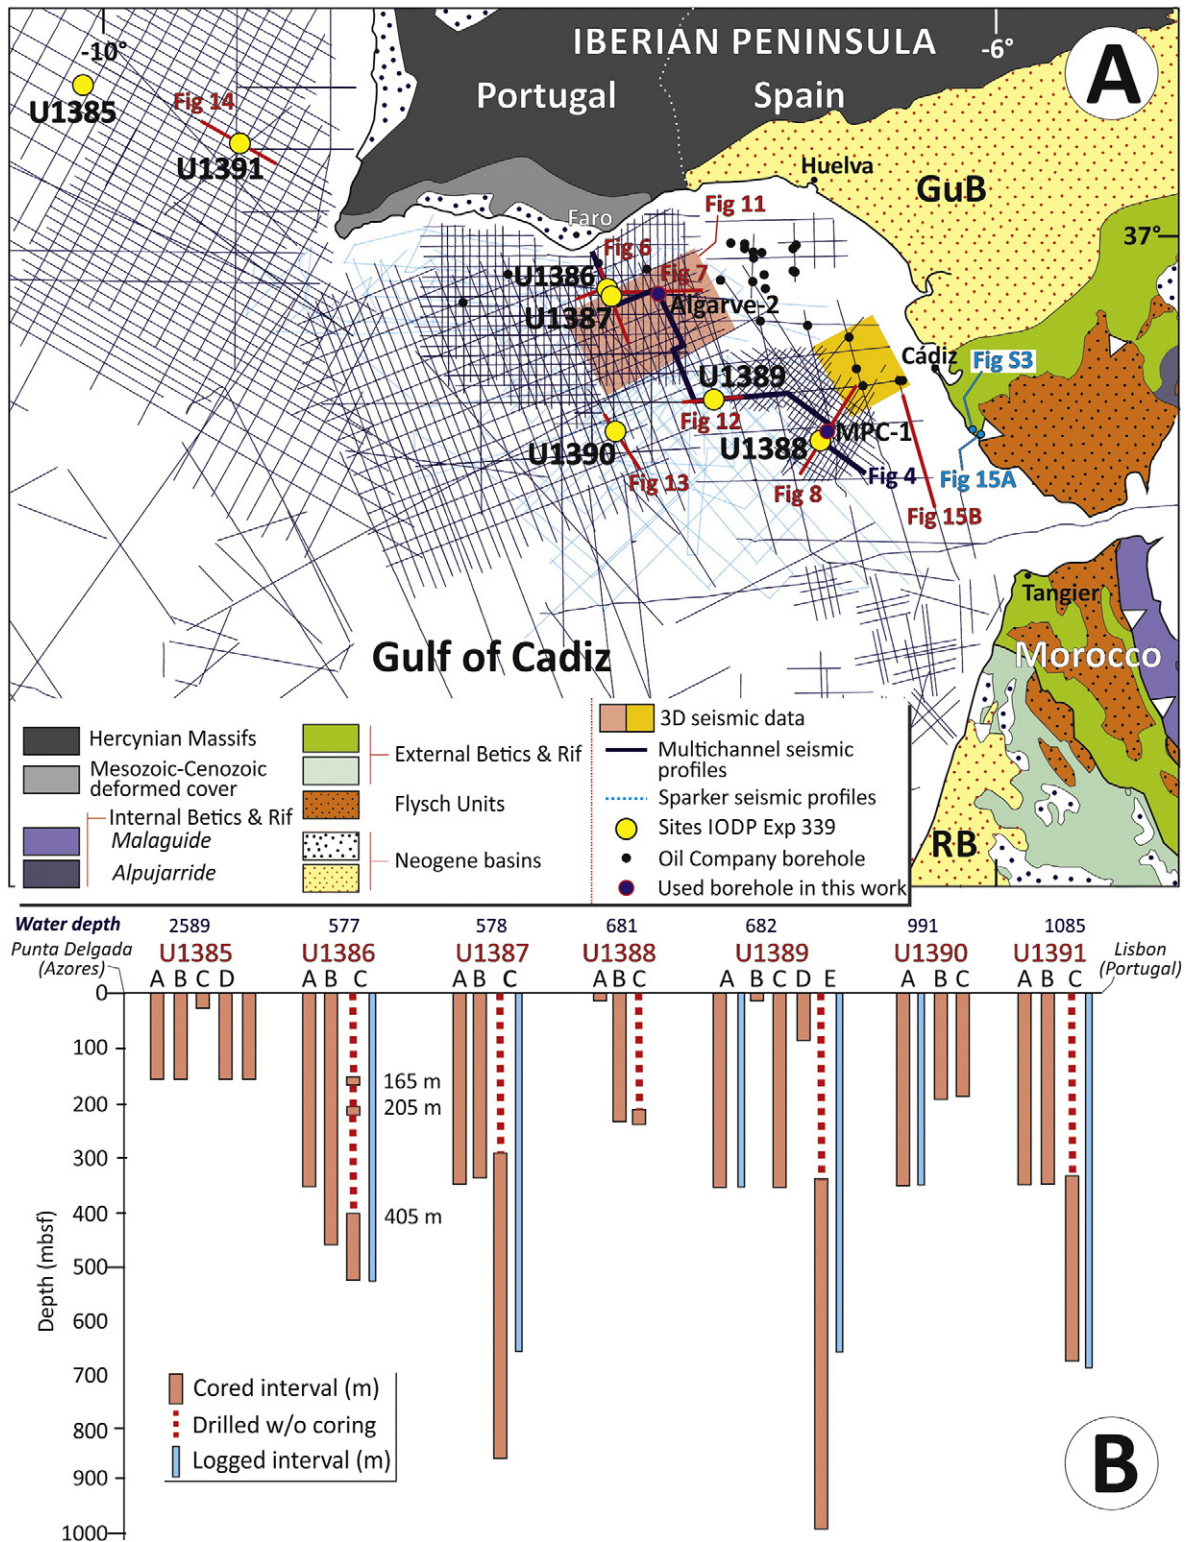 IBERIAN PENINSULA
-10°
-6°
A
Portugal
Spain
U1385
Fig 14
U1391
Huelva
GuB
Fig 11
Faro
37°
Fig 6
U1386
Fig 7
Algarve-2
U1387
Cádiz
Fig S3
U1389
Fig 12
U1390
U1388
MPC-1
Fig 13
Fig 4
Fig 15A
Fig 8
Fig 15B
Tangier
Gulf of Cadiz
Morocco
RB
Hercynian Massifs
Mesozoic-Cenozoic
deformed cover
Internal Betics & Rif
Malaguide
Alpujarride
External Betics & Rif
Flysch Units
Neogene basins
3D seismic data
Multichannel seismic
profiles
Sparker seismic profiles
Sites IODP Exp 339
Oil Company borehole
Used borehole in this work
Water depth 2589 577 578 681 682 991 1085
Punta Delgada
(Azores)
U1385 U1386 U1387 U1388 U1389 U1390 U1391
Lisbon
(Portugal)
A B C D A B C A B C A B C A B C D E A B C A B C
0
100
200
300
400
500
600
700
800
900
1000
Depth (mbsf)
165 m
205 m
405 m
Cored interval (m)
Drilled w/o coring
Logged interval (m)
B